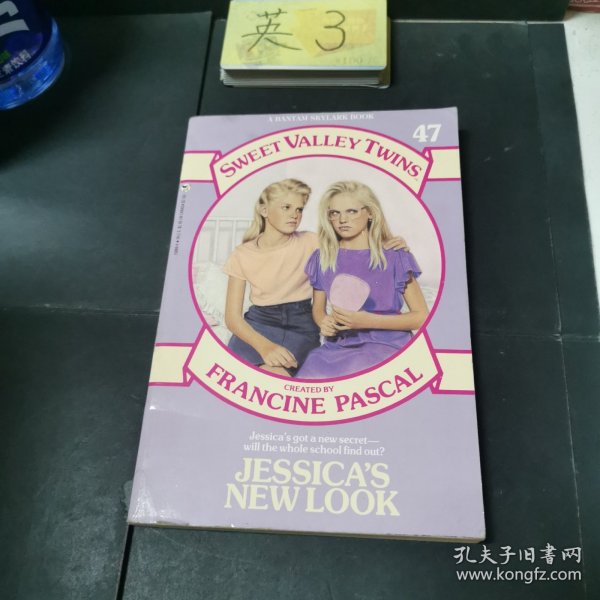 英3
A BANTAM SKYLARK BOOK
47
SWEET VALLEY TWINS
CREATED BY
FRANCINE PASCAL
Jessica's got a new secret—
will the whole school find out?
JESSICA'S
NEW LOOK
孔夫子旧书网
www.kongfz.com